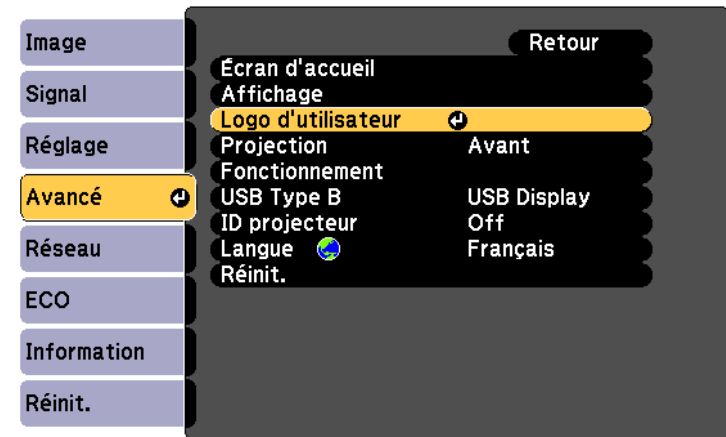 Image
Signal
Réglage
Avancé
Réseau
ECO
Information
Réinit.
Retour
Écran d'accueil
Affichage
Logo d'utilisateur
Projection Avant
Fonctionnement
USB Type B USB Display
ID projecteur Off
Langue Français
Réinit.